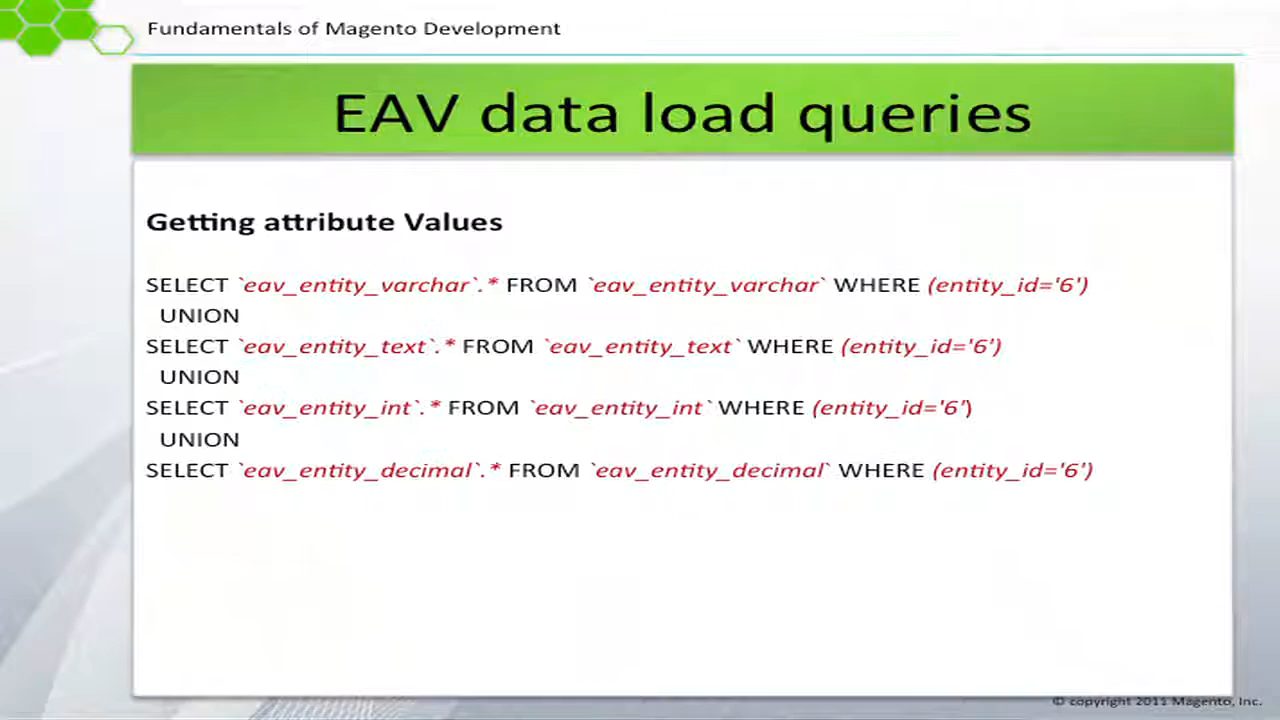 Fundamentals of Magento Development
EAV data load queries
Getting attribute Values
SELECT `eav_entity_varchar`.* FROM `eav_entity_varchar` WHERE (entity_id='6')
UNION
SELECT `eav_entity_text`.* FROM `eav_entity_text` WHERE (entity_id='6')
UNION
SELECT `eav_entity_int`.* FROM `eav_entity_int` WHERE (entity_id='6')
UNION
SELECT `eav_entity_decimal`.* FROM `eav_entity_decimal` WHERE (entity_id='6')
© copyright 2011 Magento, Inc.